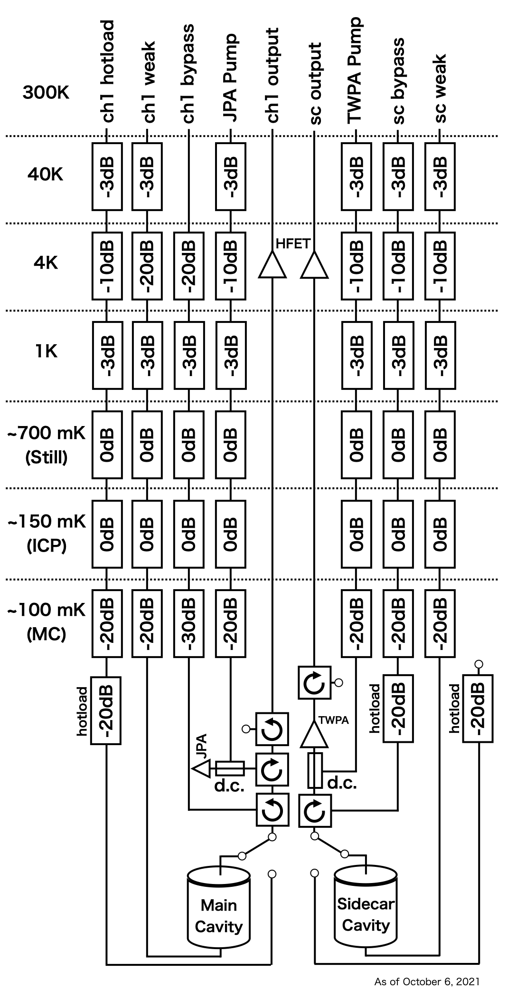 300K
ch1 hotload
ch1 weak
ch1 bypass
JPA Pump
ch1 output
sc output
TWPA Pump
sc bypass
sc weak
40K
-3dB
-3dB
-3dB
-3dB
-3dB
-3dB
4K
-10dB
-20dB
-20dB
-10dB
HFET
-10dB
-10dB
-10dB
1K
-3dB
-3dB
-3dB
-3dB
-3dB
-3dB
-3dB
~700 mK
(Still)
0dB
0dB
0dB
0dB
0dB
0dB
0dB
~150 mK
(ICP)
0dB
0dB
0dB
0dB
0dB
0dB
0dB
~100 mK
(MC)
-20dB
-20dB
-30dB
-20dB
-20dB
-20dB
-20dB
hotload
-20dB
hotload
-20dB
hotload
-20dB
TWPA
JPA
d.c.
d.c.
Main
Cavity
Sidecar
Cavity
As of October 6, 2021